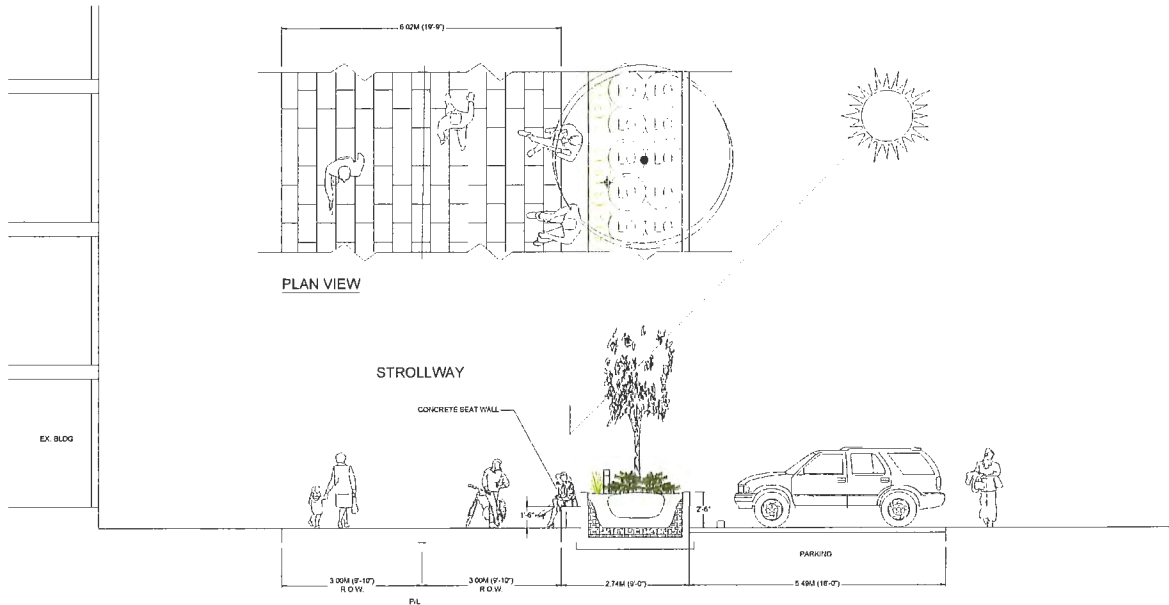 6.02M (19'-9")
PLAN VIEW
STROLLWAY
CONCRETE SEAT WALL
EX. BLDG
1'-6"
2'-6"
PARKING
3.00M (9'-10")
R.O.W.
3.00M (9'-10")
R.O.W.
2.74M (9'-0")
5.49M (18'-0")
P/L